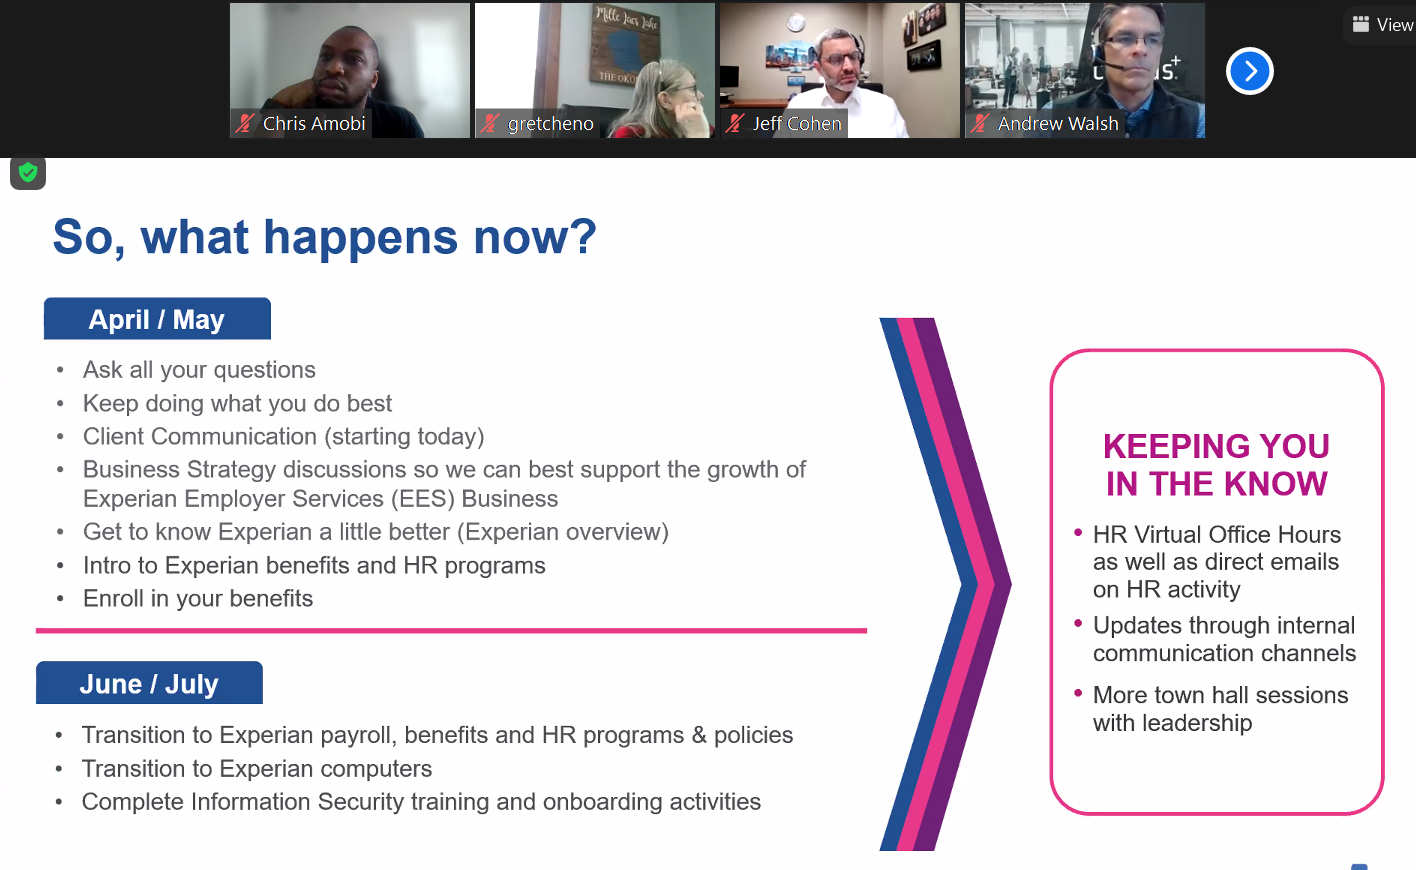 Mille Lacs Lake
THE OKO
View
Chris Amobi
gretcheno
Jeff Cohen
Andrew Walsh
So, what happens now?
April / May
• Ask all your questions
• Keep doing what you do best
• Client Communication (starting today)
• Business Strategy discussions so we can best support the growth of
Experian Employer Services (EES) Business
• Get to know Experian a little better (Experian overview)
• Intro to Experian benefits and HR programs
• Enroll in your benefits
June / July
• Transition to Experian payroll, benefits and HR programs & policies
• Transition to Experian computers
• Complete Information Security training and onboarding activities
KEEPING YOU
IN THE KNOW
• HR Virtual Office Hours
as well as direct emails
on HR activity
• Updates through internal
communication channels
• More town hall sessions
with leadership